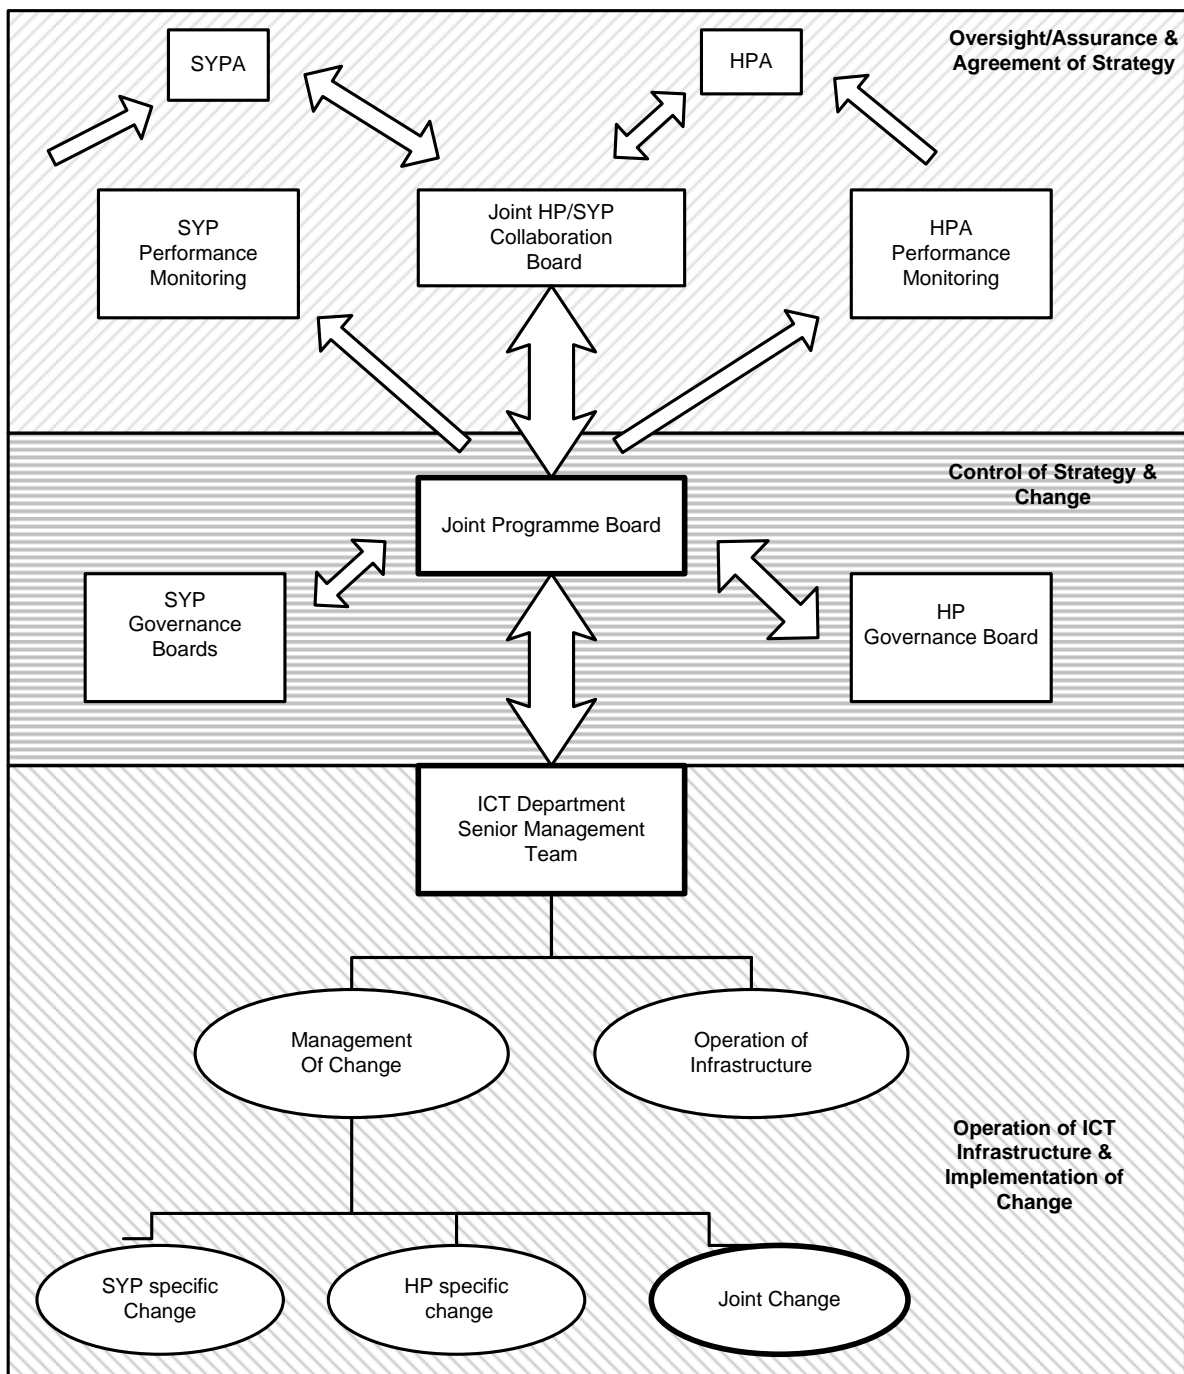 Oversight/Assurance &
Agreement of Strategy
SYPA
HPA
SYP
Performance
Monitoring
Joint HP/SYP
Collaboration
Board
HPA
Performance
Monitoring
Control of Strategy &
Change
Joint Programme Board
SYP
Governance
Boards
HP
Governance Board
ICT Department
Senior Management
Team
Management
Of Change
Operation of
Infrastructure
Operation of ICT
Infrastructure &
Implementation of
Change
SYP specific
Change
HP specific
change
Joint Change